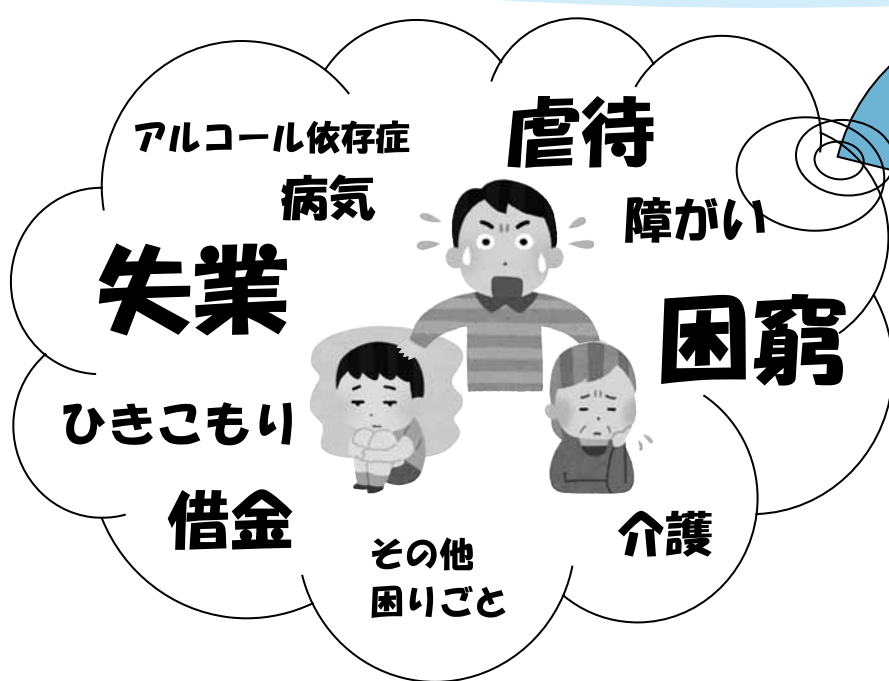 アルコール依存症
虐待
病気
障がい
失業
困窮
ひきこもり
借金
介護
その他
困りごと